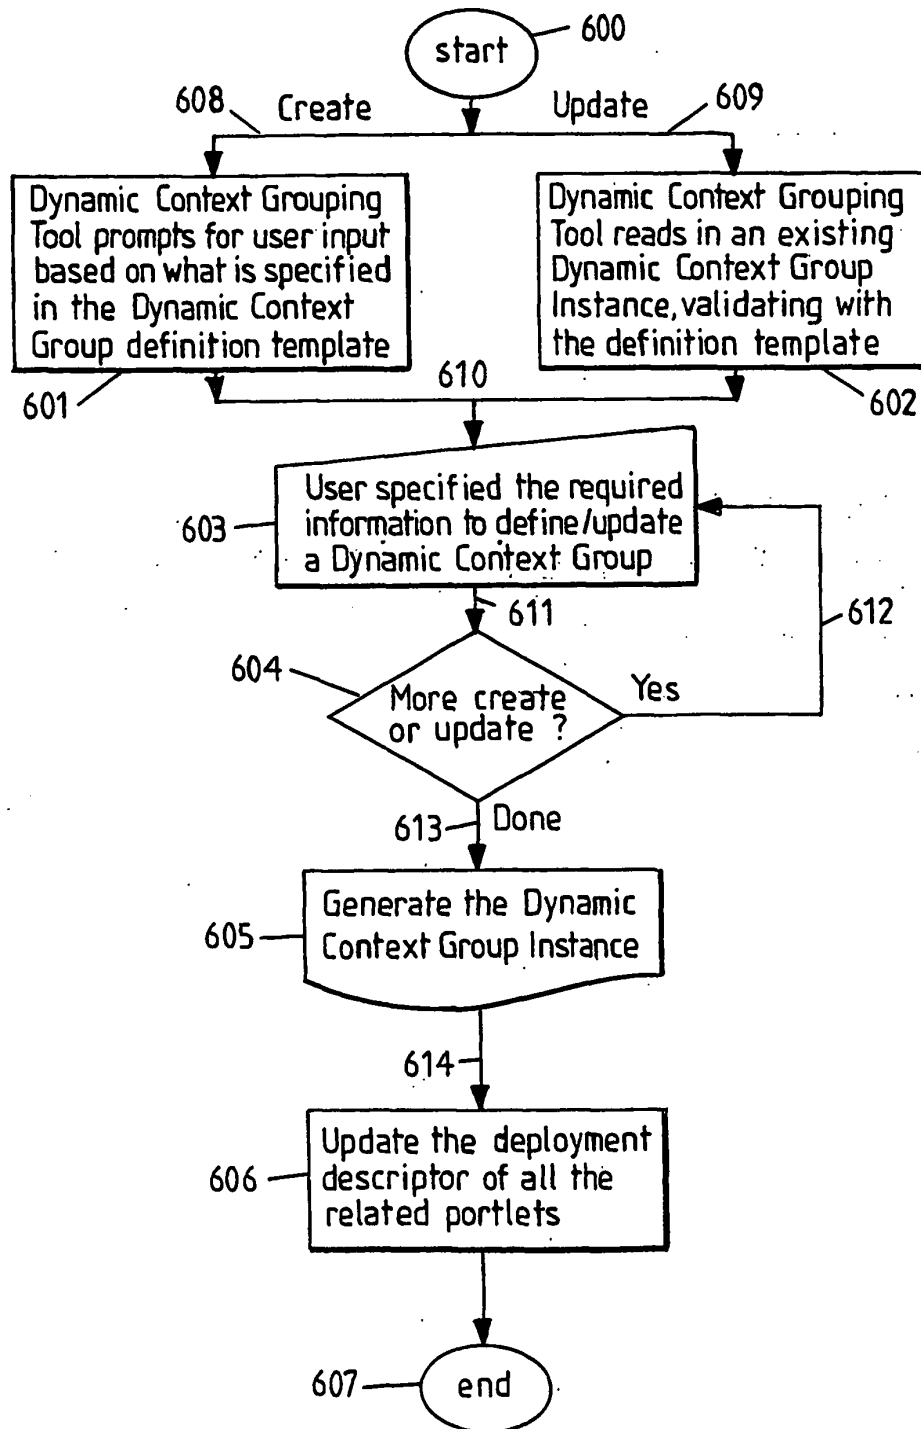 start
600
608
Create
Update
609
Dynamic Context Grouping
Tool prompts for user input
based on what is specified
in the Dynamic Context
Group definition template
Dynamic Context Grouping
Tool reads in an existing
Dynamic Context Group
Instance, validating with
the definition template
601
610
602
603
User specified the required
information to define/update
a Dynamic Context Group
611
612
604
More create
or update ?
Yes
613
Done
605
Generate the Dynamic
Context Group Instance
614
606
Update the deployment
descriptor of all the
related portlets
607
end